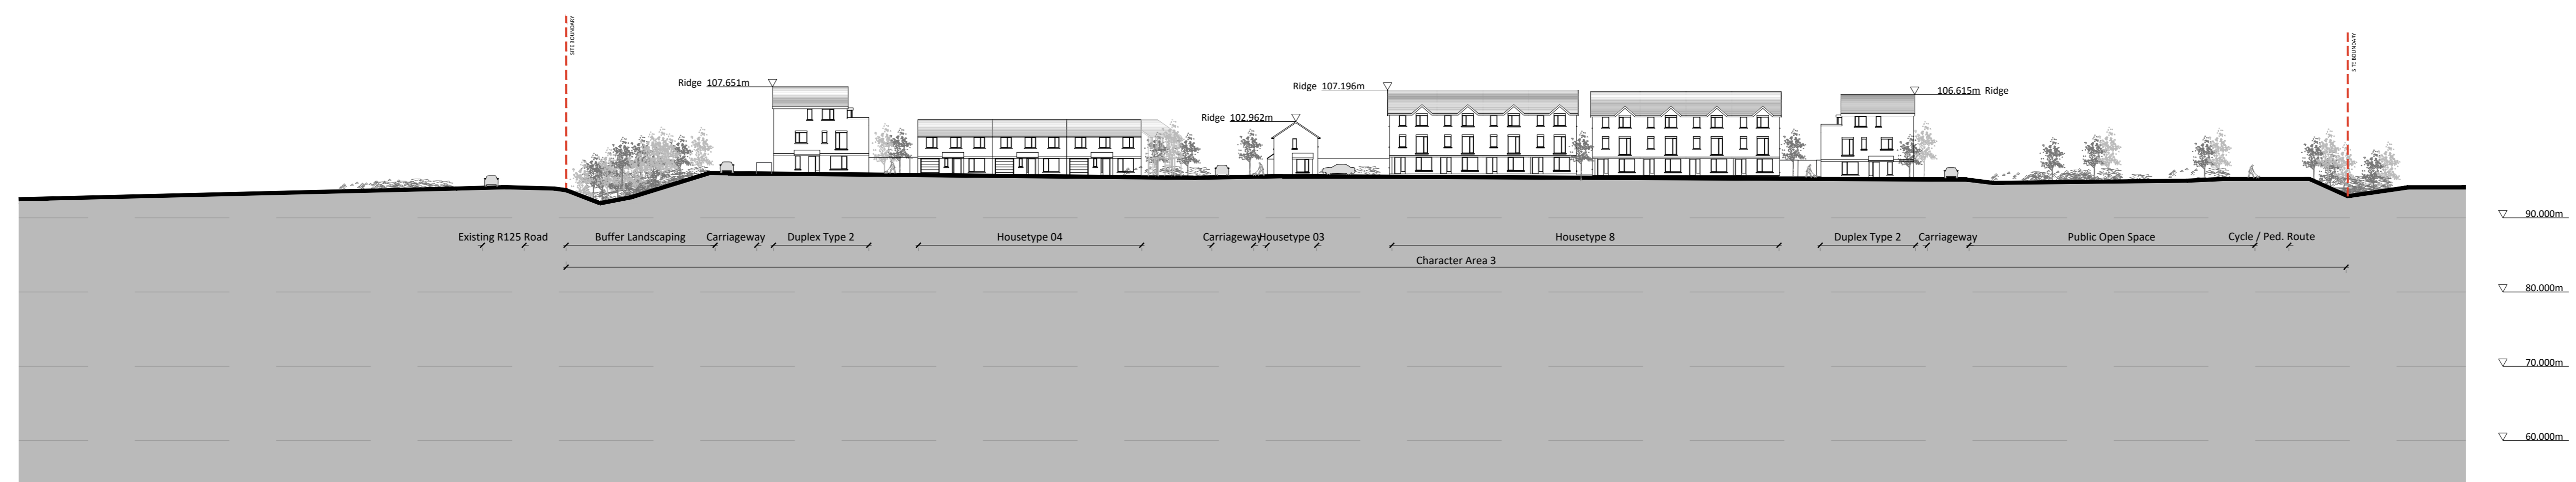 SITE BOUNDARY
SITE BOUNDARY
Ridge 107.651m
Ridge 107.196m
106.615m Ridge
Ridge 102.962m
90.000m
Existing R125 Road
Buffer Landscaping
Carriageway
Duplex Type 2
Housetype 04
Carriageway
Housetype 03
Housetype 8
Duplex Type 2
Carriageway
Public Open Space
Cycle / Ped. Route
Character Area 3
80.000m
70.000m
60.000m